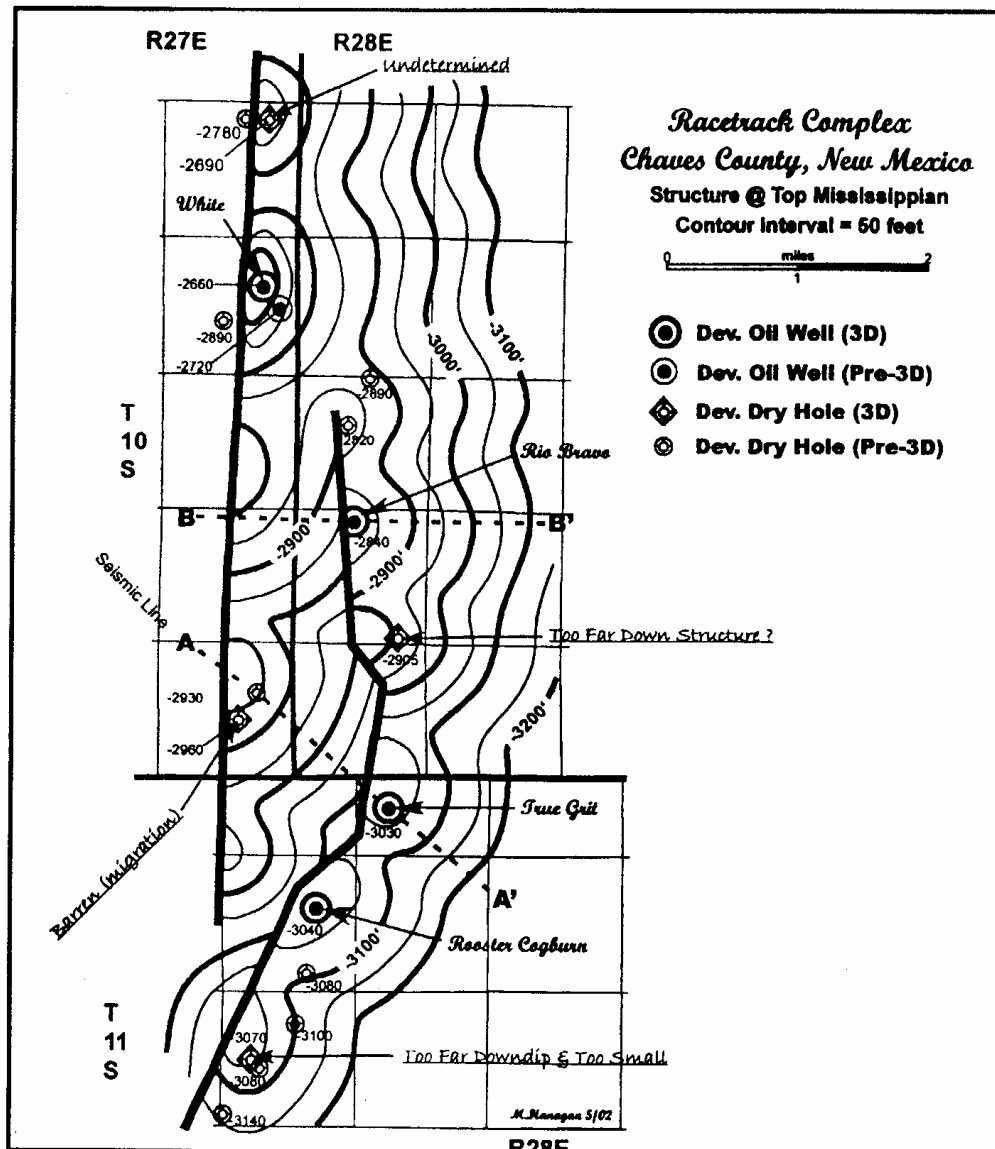 R27E
R28E
Undetermined
-2780
-2690
White
-2660
-2890
-2720
T
10
S
-3000'
-3100'
-2890
-2820
Rio Bravo
B
B'
-2900'
-2840
-2900'
Seismic Line
A
Too Far Down Structure ?
-2905
-2930
-2960
-3200'
True Grit
-3030
Barren (migration)
A'
-3040
Rooster Cogburn
-3100'
-3080
T
11
S
-3070
-3100
Too Far Downdip & Too Small
-3080
-3140
M. Manogan 5/02
R28E
Racetrack Complex
Chaves County, New Mexico
Structure @ Top Mississippian
Contour Interval = 50 feet
0 miles 2
1
Dev. Oil Well (3D)
Dev. Oil Well (Pre-3D)
Dev. Dry Hole (3D)
Dev. Dry Hole (Pre-3D)